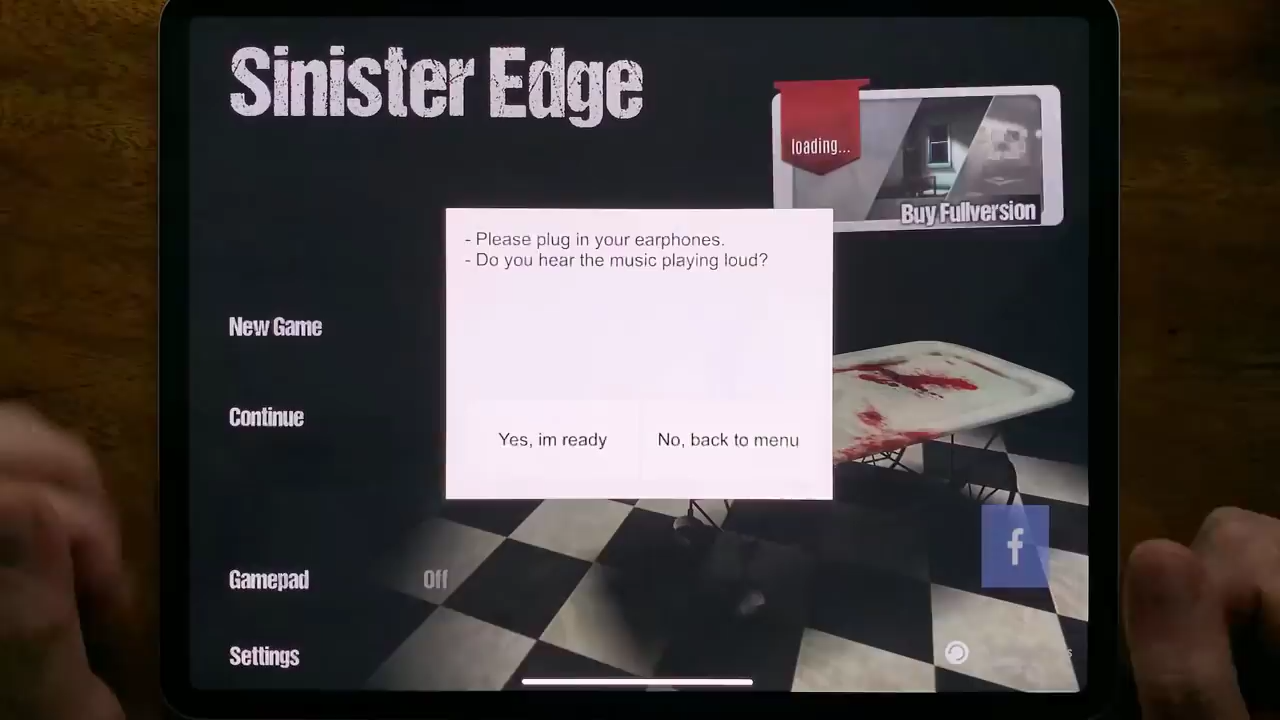 Sinister Edge
loading...
Buy Fullversion
- Please plug in your earphones.
- Do you hear the music playing loud?
Yes, im ready
No, back to menu
New Game
Continue
Gamepad
Off
Settings